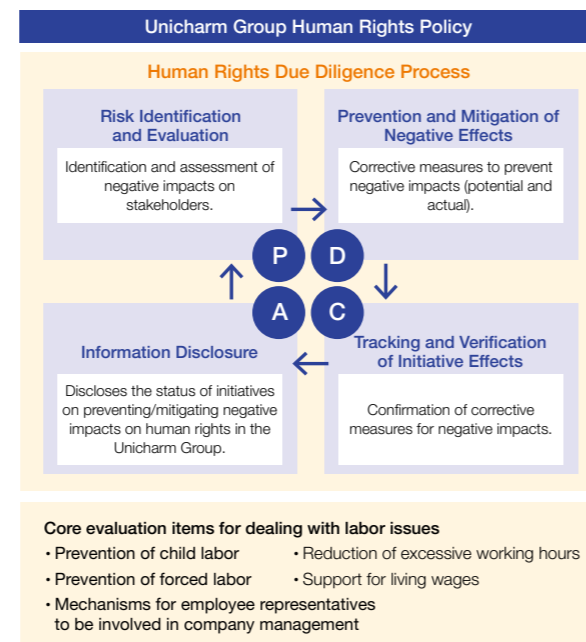 Unicharm Group Human Rights Policy
Human Rights Due Diligence Process
Risk Identification
and Evaluation
Identification and assessment of
negative impacts on
stakeholders.
Prevention and Mitigation of
Negative Effects
Corrective measures to prevent
negative impacts (potential and
actual).
P
D
A
C
Information Disclosure
Discloses the status of initiatives
on preventing/mitigating negative
impacts on human rights in the
Unicharm Group.
Tracking and Verification
of Initiative Effects
Confirmation of corrective
measures for negative impacts.
Core evaluation items for dealing with labor issues
・Prevention of child labor
・Reduction of excessive working hours
・Prevention of forced labor
・Support for living wages
・Mechanisms for employee representatives
to be involved in company management